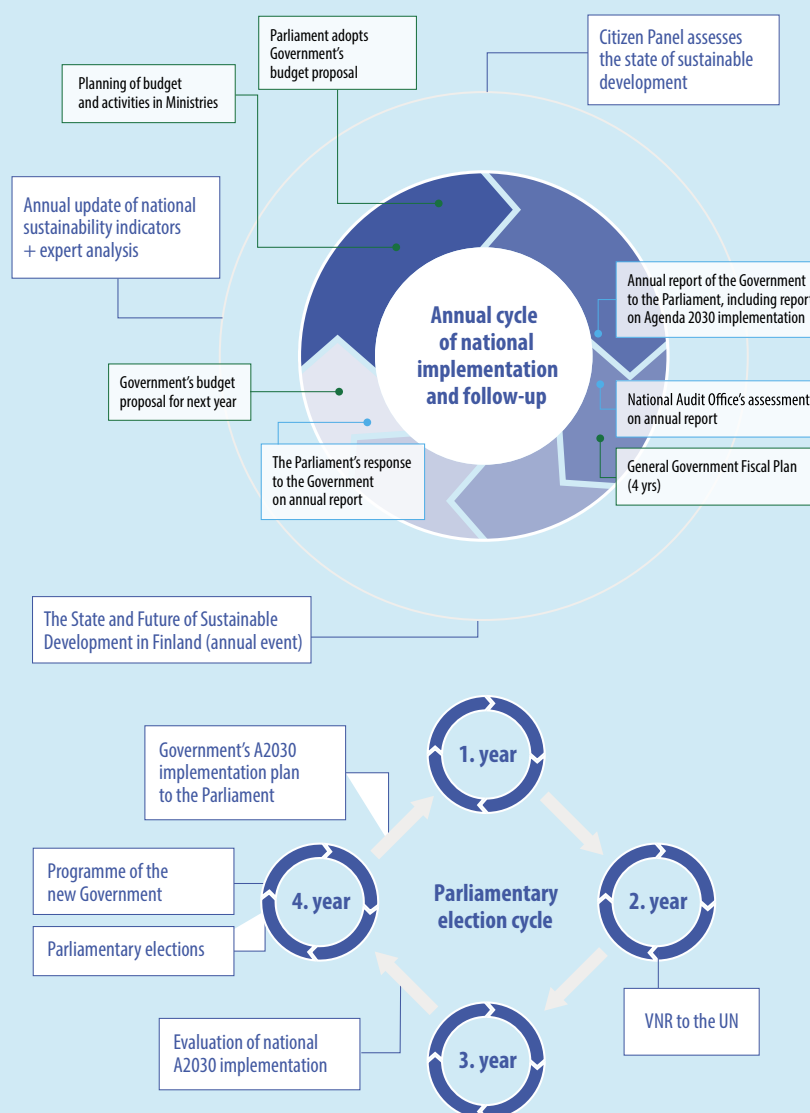 Parliament adopts
Government's
budget proposal
Citizen Panel assesses
the state of sustainable
development
Planning of budget
and activities in Ministries
Annual update of national
sustainability indicators
+ expert analysis
Annual report of the Government
to the Parliament, including report
on Agenda 2030 implementation
Annual cycle
of national
implementation
and follow-up
Government's budget
proposal for next year
National Audit Office's assessment
on annual report
The Parliament's response
to the Government
on annual report
General Government Fiscal Plan
(4 yrs)
The State and Future of Sustainable
Development in Finland (annual event)
Government's A2030
implementation plan
to the Parliament
1. year
Programme of the
new Government
Parliamentary elections
4. year
Parliamentary
election cycle
2. year
VNR to the UN
Evaluation of national
A2030 implementation
3. year